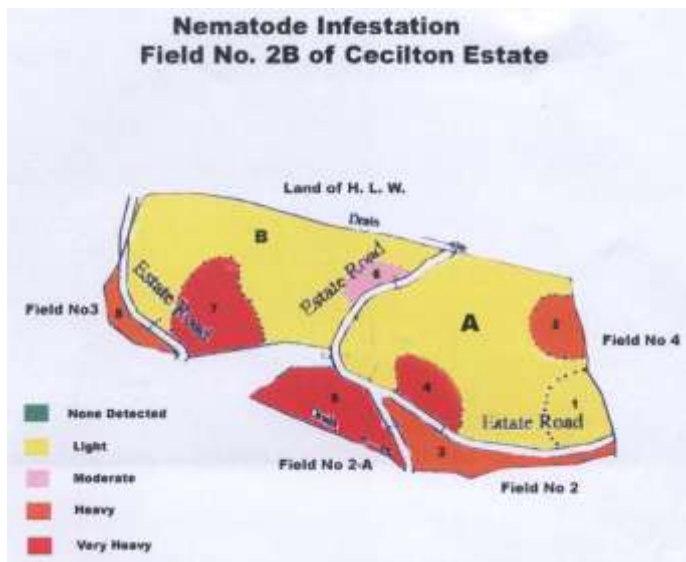 Nematode Infestation
Field No. 2B of Cecilton Estate
Land of H. L. W.
Drain
B
Estate Road
6
Estate Road
Field No3
8
7
A
2
Field No 4
4
5
1
Estate Road
3
Field No 2-A
Field No 2
None Detected
Light
Moderate
Heavy
Very Heavy